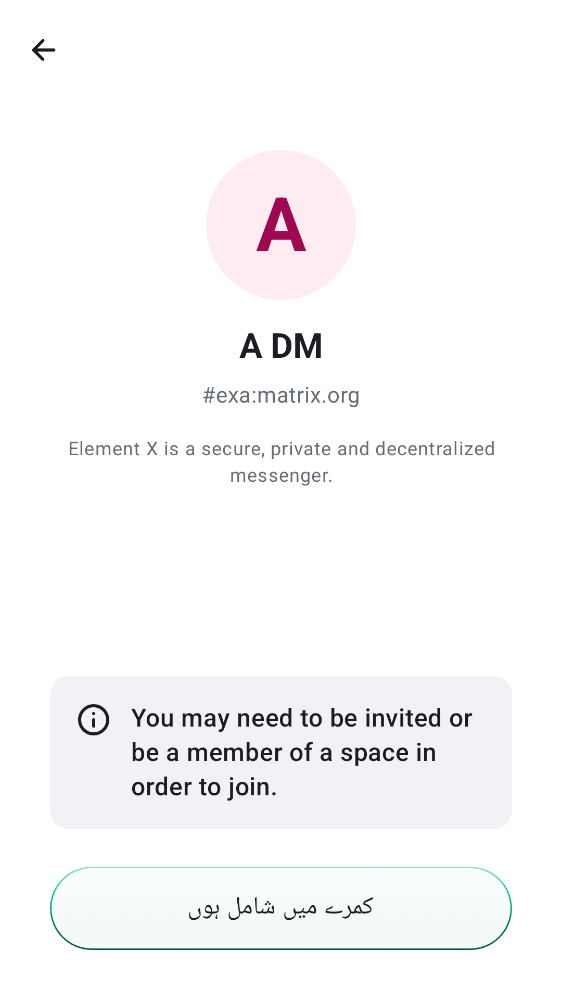 A
A DM
#exa:matrix.org
Element X is a secure, private and decentralized
messenger.
You may need to be invited or
be a member of a space in
order to join.
کمرے میں شامل ہوں